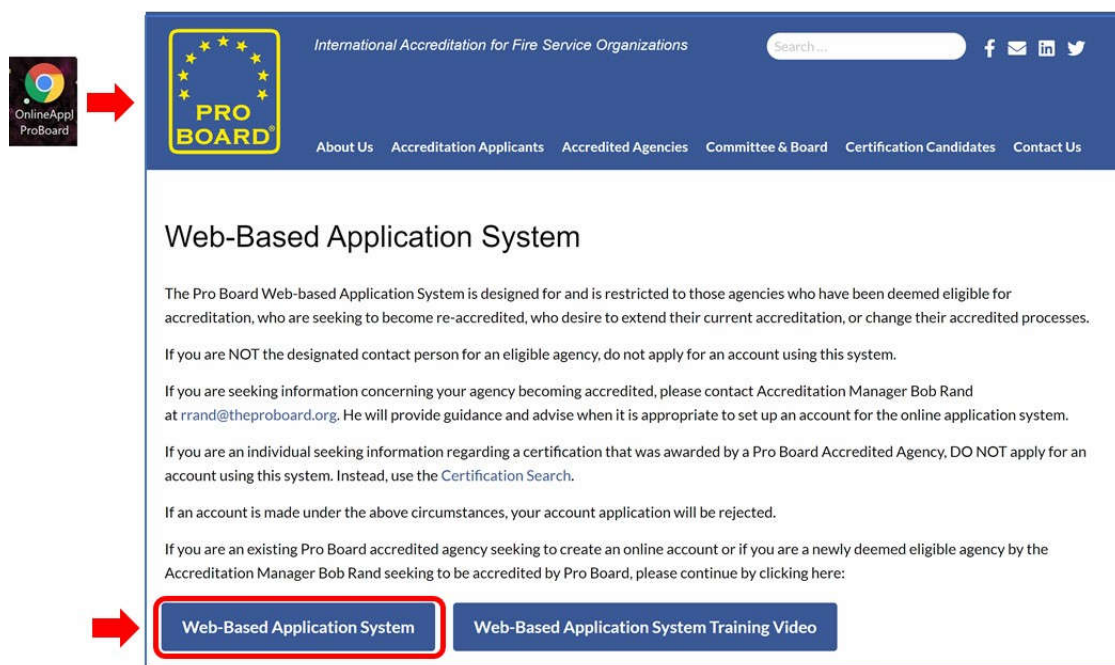 OnlineAppJ
ProBoard
PRO
BOARD®
International Accreditation for Fire Service Organizations
Search ...
About Us Accreditation Applicants Accredited Agencies Committee & Board Certification Candidates Contact Us
Web-Based Application System
The Pro Board Web-based Application System is designed for and is restricted to those agencies who have been deemed eligible for
accreditation, who are seeking to become re-accredited, who desire to extend their current accreditation, or change their accredited processes.
If you are NOT the designated contact person for an eligible agency, do not apply for an account using this system.
If you are seeking information concerning your agency becoming accredited, please contact Accreditation Manager Bob Rand
at rrand@theproboard.org. He will provide guidance and advise when it is appropriate to set up an account for the online application system.
If you are an individual seeking information regarding a certification that was awarded by a Pro Board Accredited Agency, DO NOT apply for an
account using this system. Instead, use the Certification Search.
If an account is made under the above circumstances, your account application will be rejected.
If you are an existing Pro Board accredited agency seeking to create an online account or if you are a newly deemed eligible agency by the
Accreditation Manager Bob Rand seeking to be accredited by Pro Board, please continue by clicking here:
Web-Based Application System
Web-Based Application System Training Video